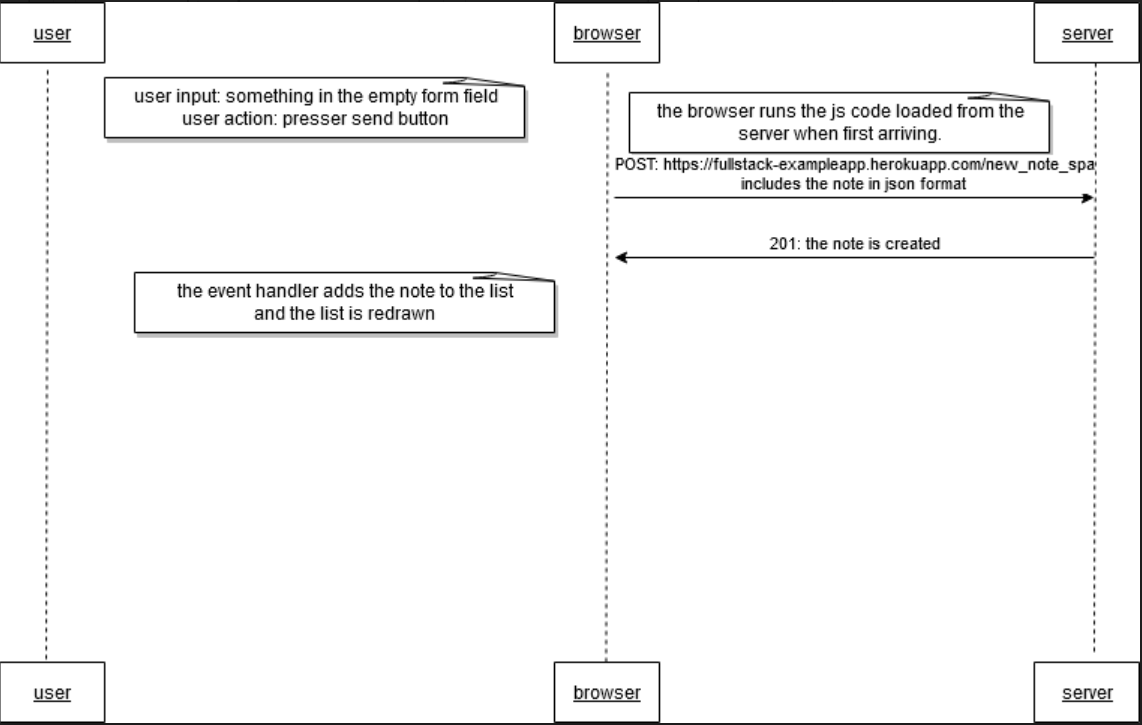 user
browser
server
user input: something in the empty form field
user action: presser send button
the browser runs the js code loaded from the
server when first arriving.
POST: https://fullstack-exampleapp.herokuapp.com/new_note_spa
includes the note in json format
201: the note is created
the event handler adds the note to the list
and the list is redrawn
user
browser
server